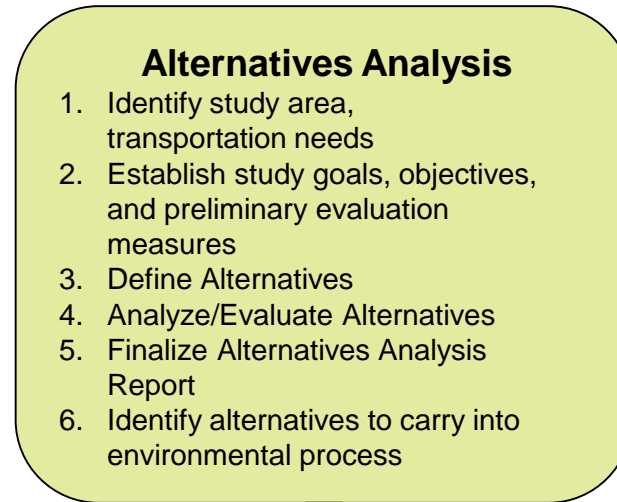 Alternatives Analysis
1. Identify study area,
transportation needs
2. Establish study goals, objectives,
and preliminary evaluation
measures
3. Define Alternatives
4. Analyze/Evaluate Alternatives
5. Finalize Alternatives Analysis
Report
6. Identify alternatives to carry into
environmental process